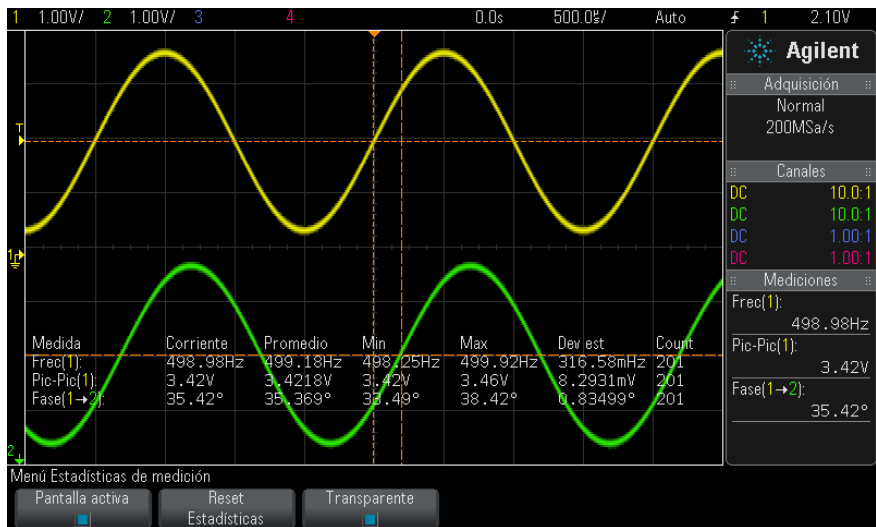 1 1.00V/ 2 1.00V/ 3 4 0.0s 500.0§/ Auto 1 2.10V
Agilent
Adquisición
Normal
200MSa/s
Canales
DC 10.0:1
DC 10.0:1
DC 1.00:1
DC 1.00:1
Mediciones
Frec(1):
498.98Hz
Pic-Pic(1):
3.42V
Fase(1→2):
35.42°
T
1
2
Medida Corriente Promedio Min Max Dev est Count
Frec(1): 498.98Hz 499.18Hz 498.25Hz 499.92Hz 316.58mHz 201
Pic-Pic(1): 3.42V 3.4218V 3.42V 3.46V 8.2931mV 201
Fase(1→2): 35.42° 35.369° 33.49° 38.42° 0.83499° 201
Menú Estadísticas de medición
Pantalla activa
Reset
Estadísticas
Transparente